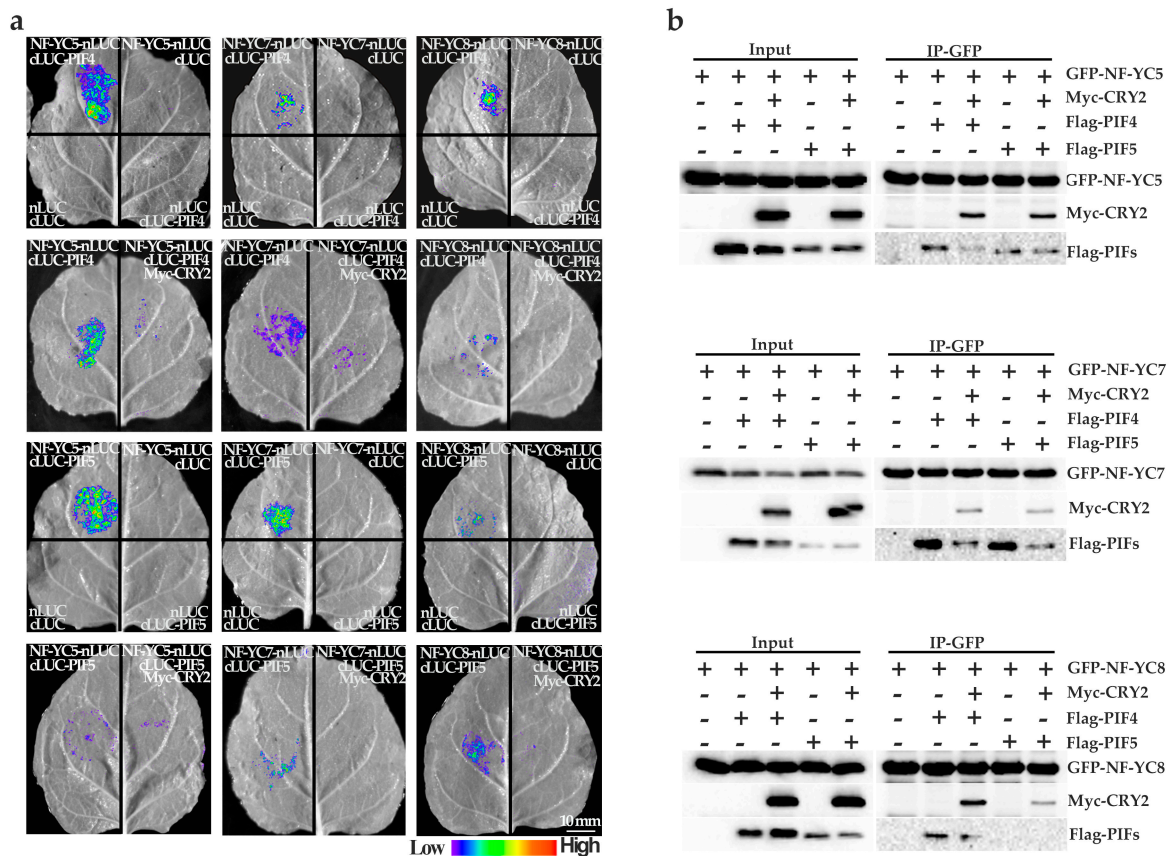 a
NF-YC5-nLUC NF-YC5-nLUC
cLUC-PIF4 cLUC
nLUC nLUC
cLUC cLUC-PIF4
NF-YC7-nLUC NF-YC7-nLUC
cLUC-PIF4 cLUC
nLUC nLUC
cLUC cLUC-PIF4
NF-YC8-nLUC NF-YC8-nLUC
cLUC-PIF4 cLUC
nLUC nLUC
cLUC cLUC-PIF4
NF-YC5-nLUC NF-YC5-nLUC
cLUC-PIF4 cLUC-PIF4
Myc-CRY2
NF-YC7-nLUC NF-YC7-nLUC
cLUC-PIF4 cLUC-PIF4
Myc-CRY2
NF-YC8-nLUC NF-YC8-nLUC
cLUC-PIF4 cLUC-PIF4
Myc-CRY2
NF-YC5-nLUC NF-YC5-nLUC
cLUC-PIF5 cLUC
nLUC nLUC
cLUC cLUC-PIF5
NF-YC7-nLUC NF-YC7-nLUC
cLUC-PIF5 cLUC
nLUC nLUC
cLUC cLUC-PIF5
NF-YC8-nLUC NF-YC8-nLUC
cLUC-PIF5 cLUC
nLUC nLUC
cLUC cLUC-PIF5
NF-YC5-nLUC NF-YC5-nLUC
cLUC-PIF5 cLUC-PIF5
Myc-CRY2
NF-YC7-nLUC NF-YC7-nLUC
cLUC-PIF5 cLUC-PIF5
Myc-CRY2
NF-YC8-nLUC NF-YC8-nLUC
cLUC-PIF5 cLUC-PIF5
Myc-CRY2
10 mm
Low High
b
Input IP-GFP
+ + + + + + + + + + GFP-NF-YC5
- - + - + - - + - + Myc-CRY2
- + + - - - + + - - Flag-PIF4
- - - + + - - - + + Flag-PIF5
GFP-NF-YC5
Myc-CRY2
Flag-PIFs
Input IP-GFP
+ + + + + + + + + + GFP-NF-YC7
- - + - + - - + - + Myc-CRY2
- + + - - - + + - - Flag-PIF4
- - - + + - - - + + Flag-PIF5
GFP-NF-YC7
Myc-CRY2
Flag-PIFs
Input IP-GFP
+ + + + + + + + + + GFP-NF-YC8
- - + - + - - + - + Myc-CRY2
- + + - - - + + - - Flag-PIF4
- - - + + - - - + + Flag-PIF5
GFP-NF-YC8
Myc-CRY2
Flag-PIFs